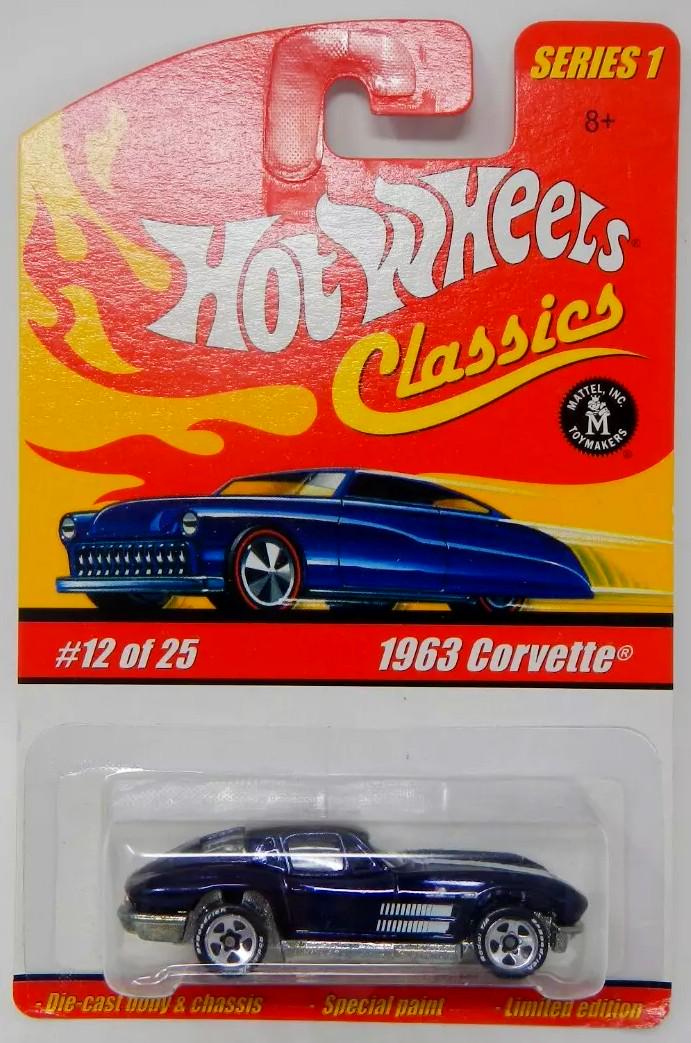 SERIES 1
8+
HOT WHEELS®
Classics
MATTEL, INC.
M
TOYMAKERS
®
#12 of 25
1963 Corvette®
- Die-cast body & chassis - Special paint - Limited edition